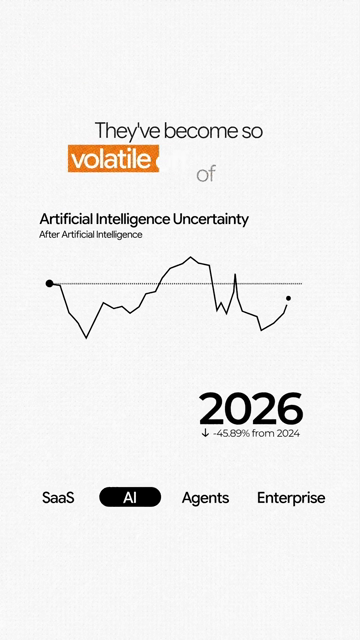 They've become so
volatile
of
Artificial Intelligence Uncertainty
After Artificial Intelligence
2026
↓ -45.89% from 2024
SaaS AI Agents Enterprise